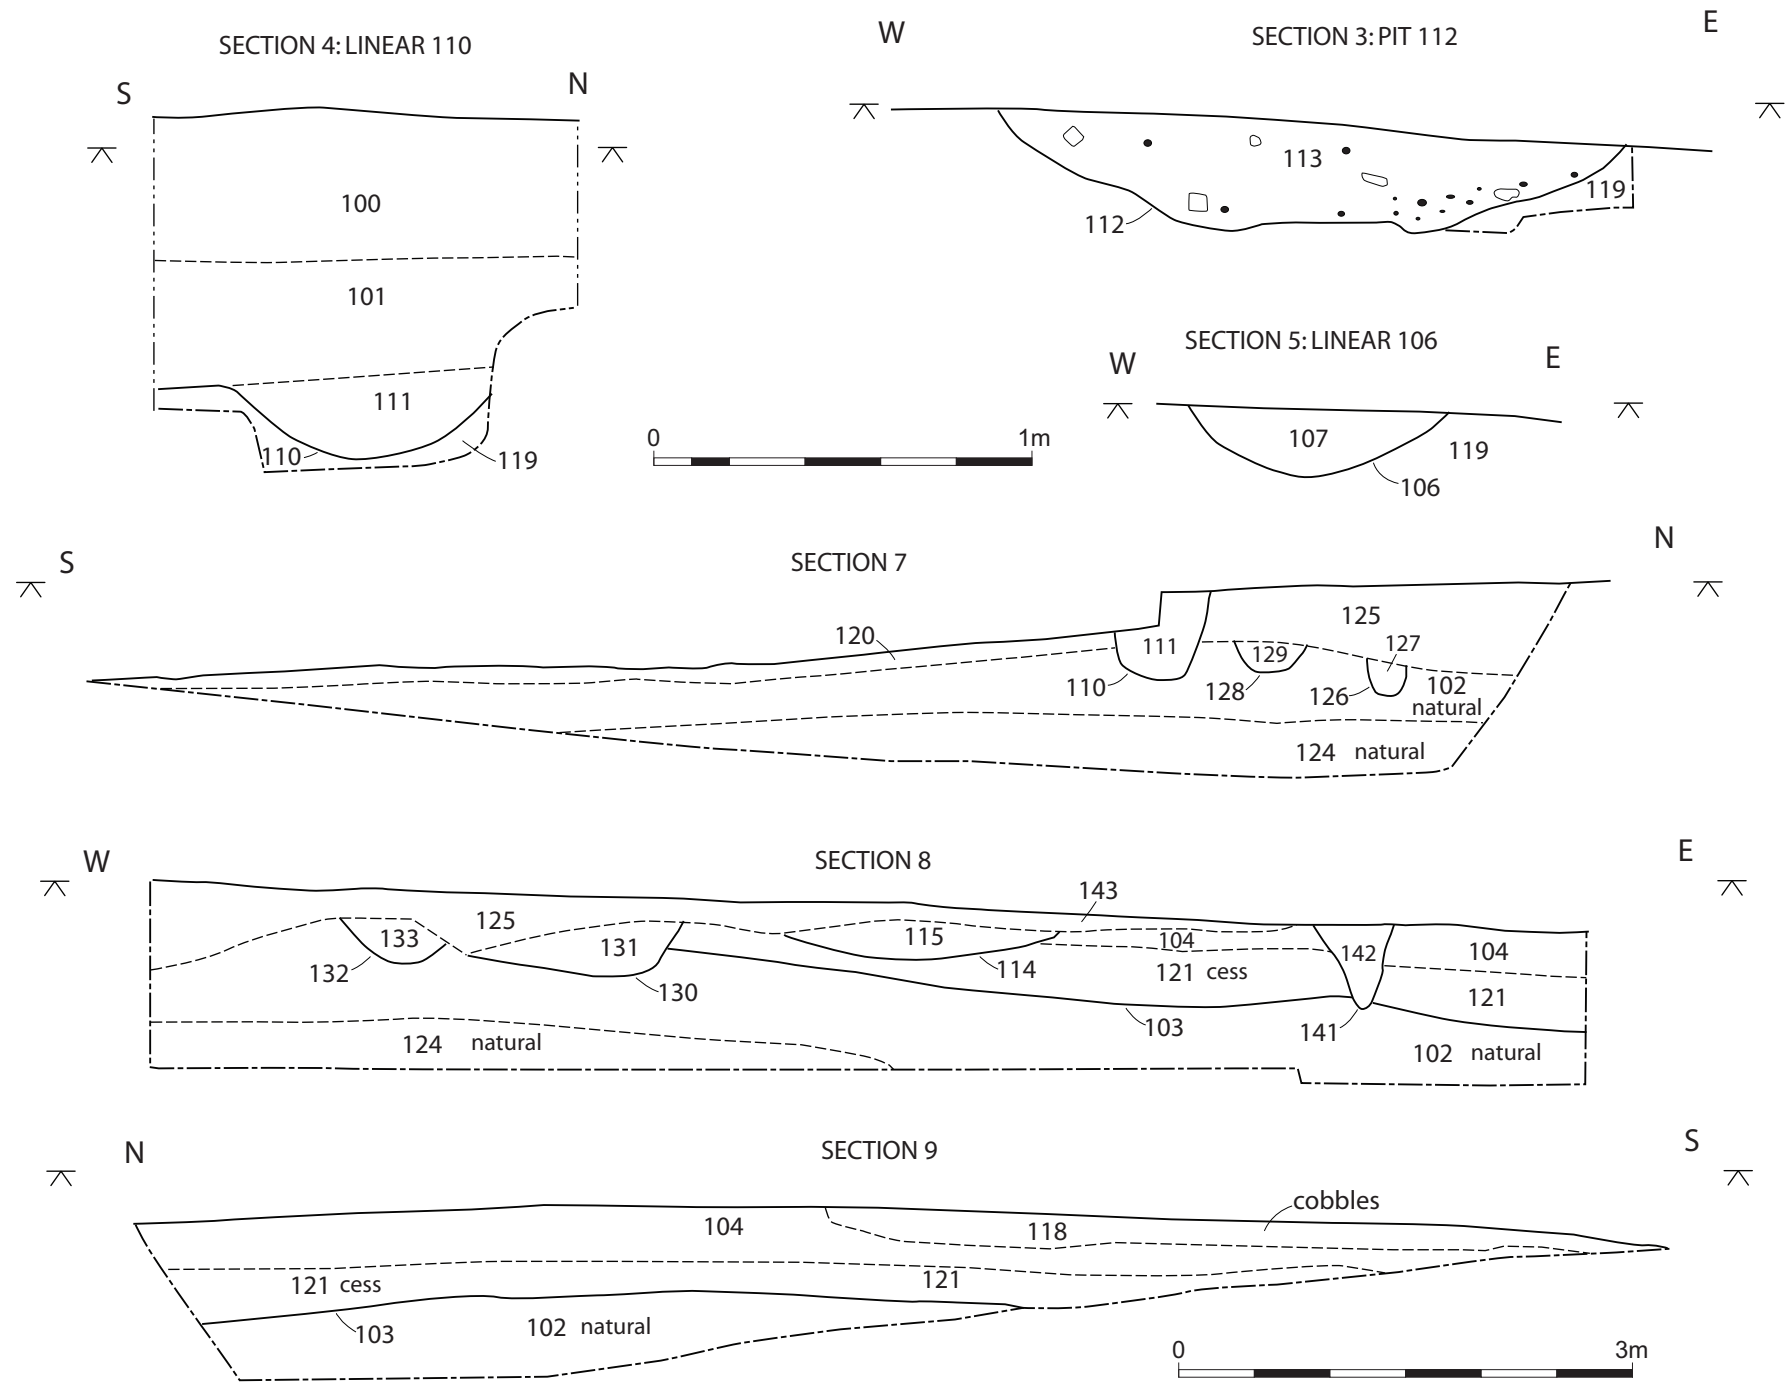 SECTION 4: LINEAR 110
S
N
100
101
111
110
119
W
SECTION 3: PIT 112
E
113
112
119
0
1m
SECTION 5: LINEAR 106
W
E
107
119
106
S
SECTION 7
N
120
111
110
129
128
125
127
126
102
natural
124 natural
W
SECTION 8
E
133
132
125
131
130
115
114
143
104
121 cess
103
142
141
104
121
102 natural
124 natural
N
SECTION 9
S
cobbles
104
118
121 cess
121
103
102 natural
0
3m